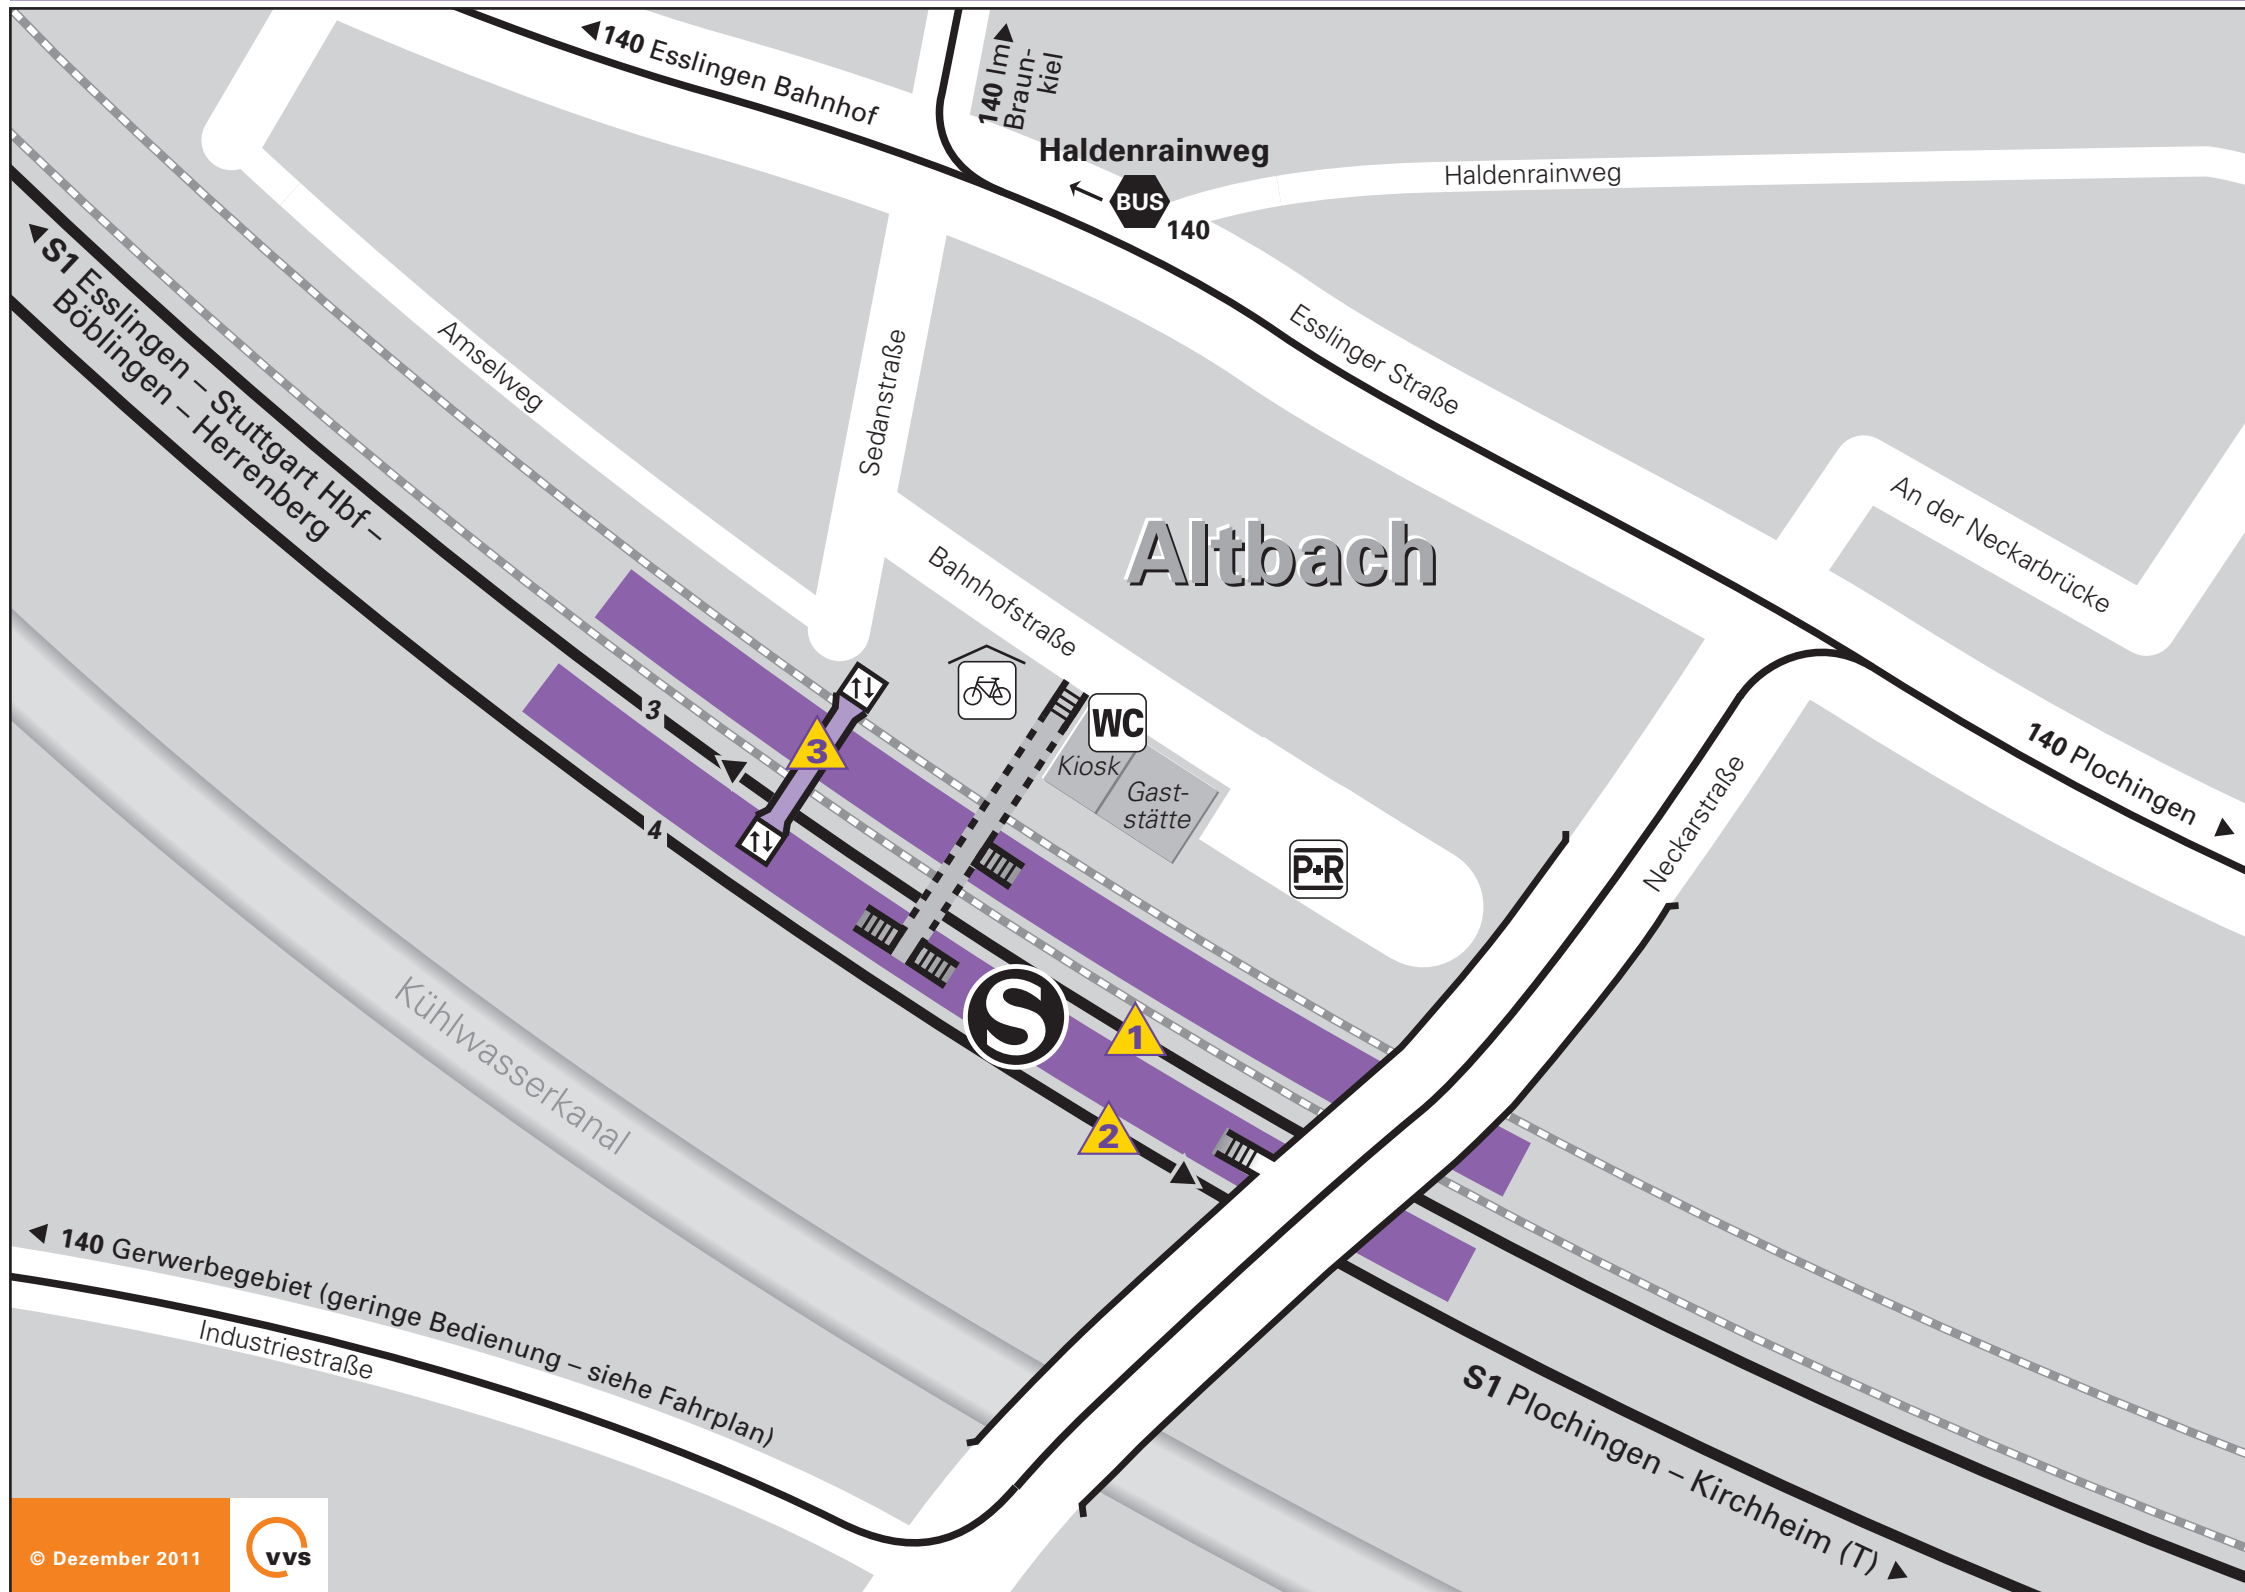 140 Esslingen Bahnhof
140 Im
Braun-
kiel
Haldenrainweg
BUS
140
Haldenrainweg
S1 Esslingen – Stuttgart Hbf –
Böblingen – Herrenberg
Amselweg
Sedanstraße
Esslinger Straße
An der Neckarbrücke
Altbach
Bahnhofstraße
3
3
4
WC
Kiosk
Gast-
stätte
P+R
Neckarstraße
140 Plochingen
S
1
2
Kühlwasserkanal
140 Gerwerbegebiet (geringe Bedienung – siehe Fahrplan)
Industriestraße
S1 Plochingen – Kirchheim (T)
© Dezember 2011
vvs